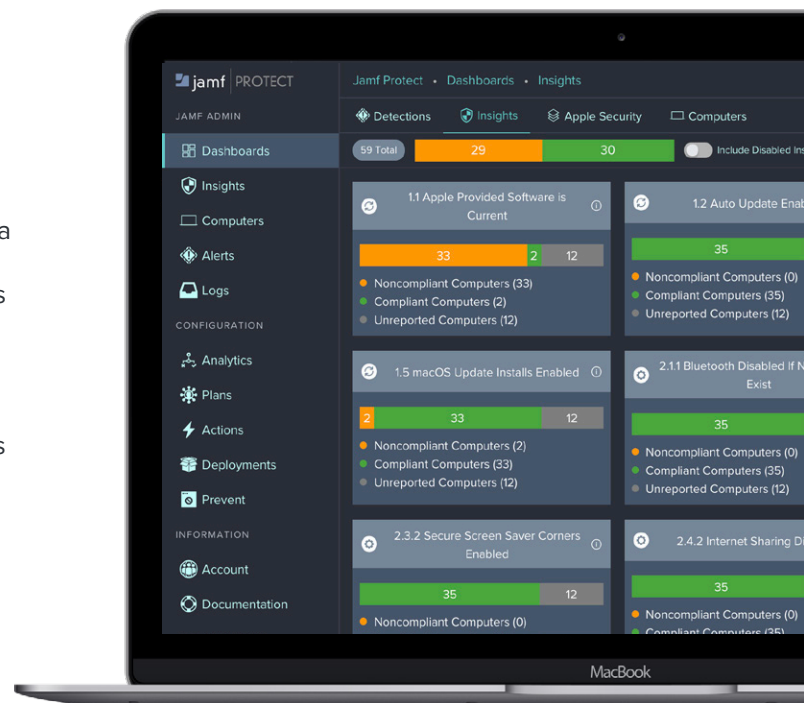 a
s
s
jamf PROTECT
JAMF ADMIN
Dashboards
Insights
Computers
Alerts
Logs
CONFIGURATION
Analytics
Plans
Actions
Deployments
Prevent
INFORMATION
Account
Documentation
Jamf Protect • Dashboards • Insights
Detections Insights Apple Security Computers
59 Total 29 30 Include Disabled Ins
1.1 Apple Provided Software is
Current
33 2 12
Noncompliant Computers (33)
Compliant Computers (2)
Unreported Computers (12)
1.2 Auto Update Enab
35
Noncompliant Computers (0)
Compliant Computers (35)
Unreported Computers (12)
1.5 macOS Update Installs Enabled
2 33 12
Noncompliant Computers (2)
Compliant Computers (33)
Unreported Computers (12)
2.1.1 Bluetooth Disabled If N
Exist
35
Noncompliant Computers (0)
Compliant Computers (35)
Unreported Computers (12)
2.3.2 Secure Screen Saver Corners
Enabled
35 12
Noncompliant Computers (0)
2.4.2 Internet Sharing Di
35
Noncompliant Computers (0)
Compliant Computers (35)
MacBook